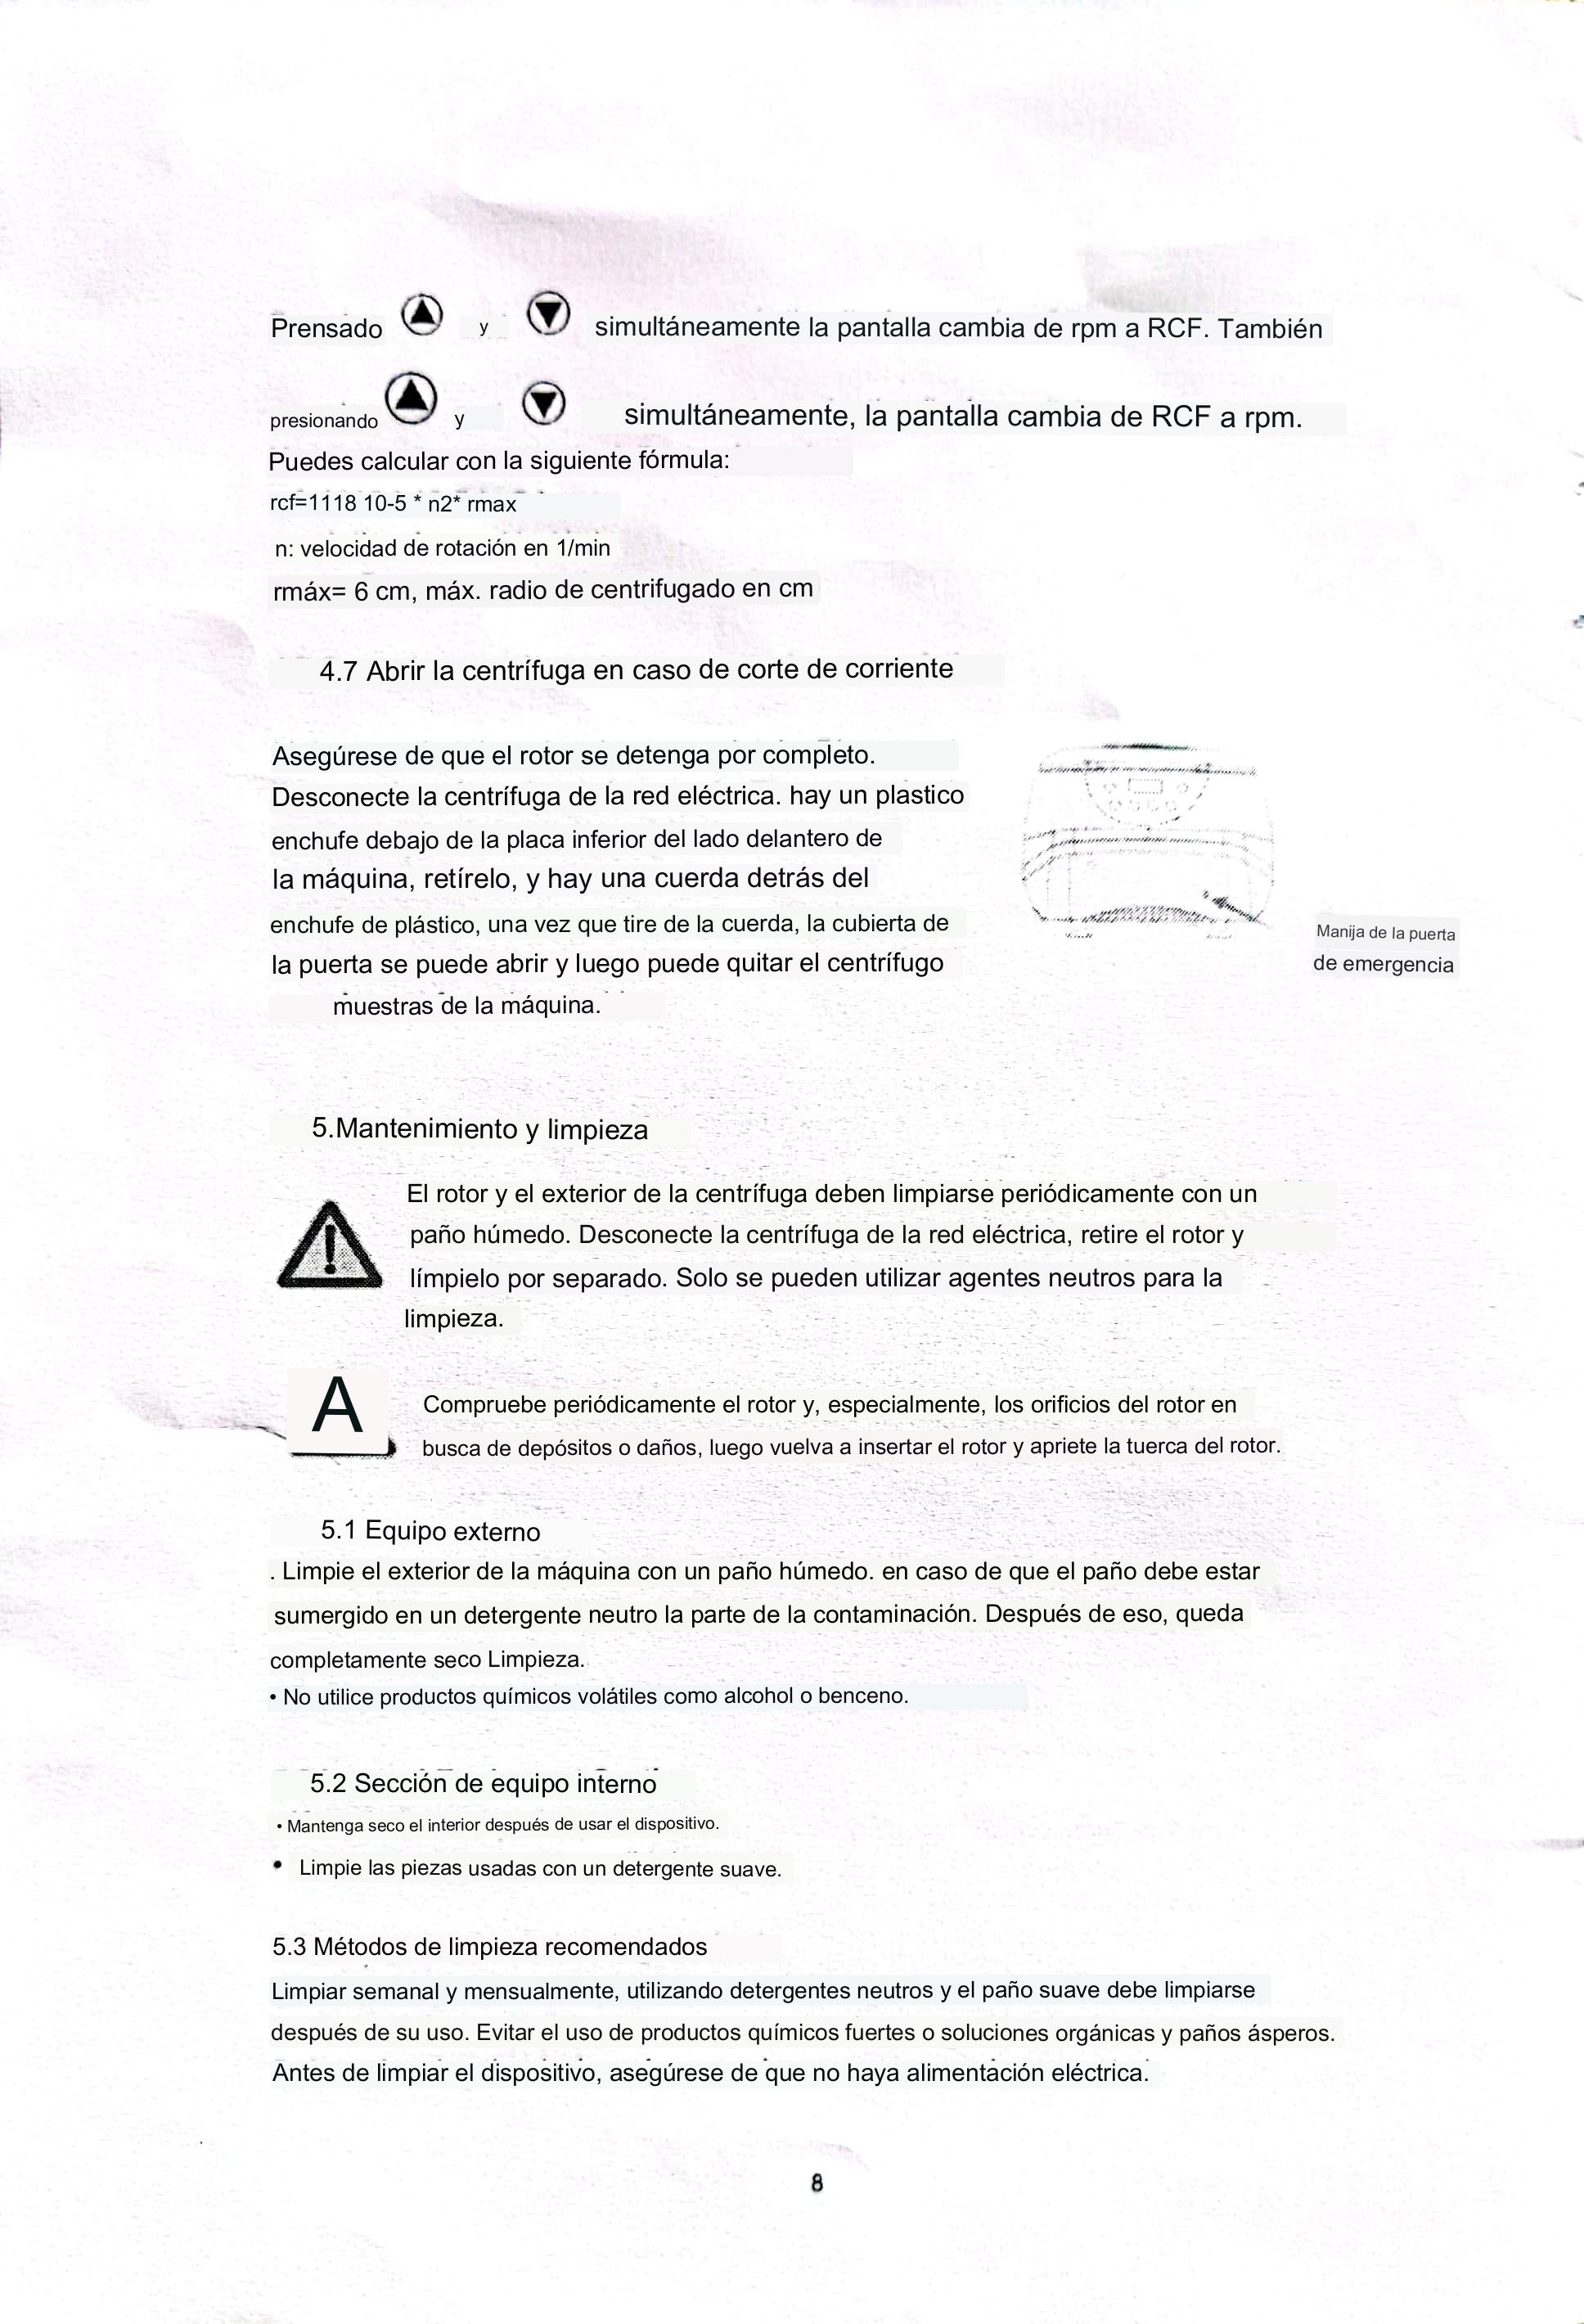 Prensado y simultáneamente la pantalla cambia de rpm a RCF. También
presionando y simultáneamente, la pantalla cambia de RCF a rpm.
Puedes calcular con la siguiente fórmula:
rcf=1118 10-5 * n2* rmax
n: velocidad de rotación en 1/min
rmáx= 6 cm, máx. radio de centrifugado en cm
4.7 Abrir la centrífuga en caso de corte de corriente
Asegúrese de que el rotor se detenga por completo.
Desconecte la centrífuga de la red eléctrica. hay un plastico
enchufe debajo de la placa inferior del lado delantero de
la máquina, retírelo, y hay una cuerda detrás del
enchufe de plástico, una vez que tire de la cuerda, la cubierta de
la puerta se puede abrir y luego puede quitar el centrífugo
muestras de la máquina.
Manija de la puerta
de emergencia
5.Mantenimiento y limpieza
El rotor y el exterior de la centrífuga deben limpiarse periódicamente con un
paño húmedo. Desconecte la centrífuga de la red eléctrica, retire el rotor y
límpielo por separado. Solo se pueden utilizar agentes neutros para la
limpieza.
A
Compruebe periódicamente el rotor y, especialmente, los orificios del rotor en
busca de depósitos o daños, luego vuelva a insertar el rotor y apriete la tuerca del rotor.
5.1 Equipo externo
. Limpie el exterior de la máquina con un paño húmedo. en caso de que el paño debe estar
sumergido en un detergente neutro la parte de la contaminación. Después de eso, queda
completamente seco Limpieza.
• No utilice productos químicos volátiles como alcohol o benceno.
5.2 Sección de equipo interno
• Mantenga seco el interior después de usar el dispositivo.
• Limpie las piezas usadas con un detergente suave.
5.3 Métodos de limpieza recomendados
Limpiar semanal y mensualmente, utilizando detergentes neutros y el paño suave debe limpiarse
después de su uso. Evitar el uso de productos químicos fuertes o soluciones orgánicas y paños ásperos.
Antes de limpiar el dispositivo, asegúrese de que no haya alimentación eléctrica.
8